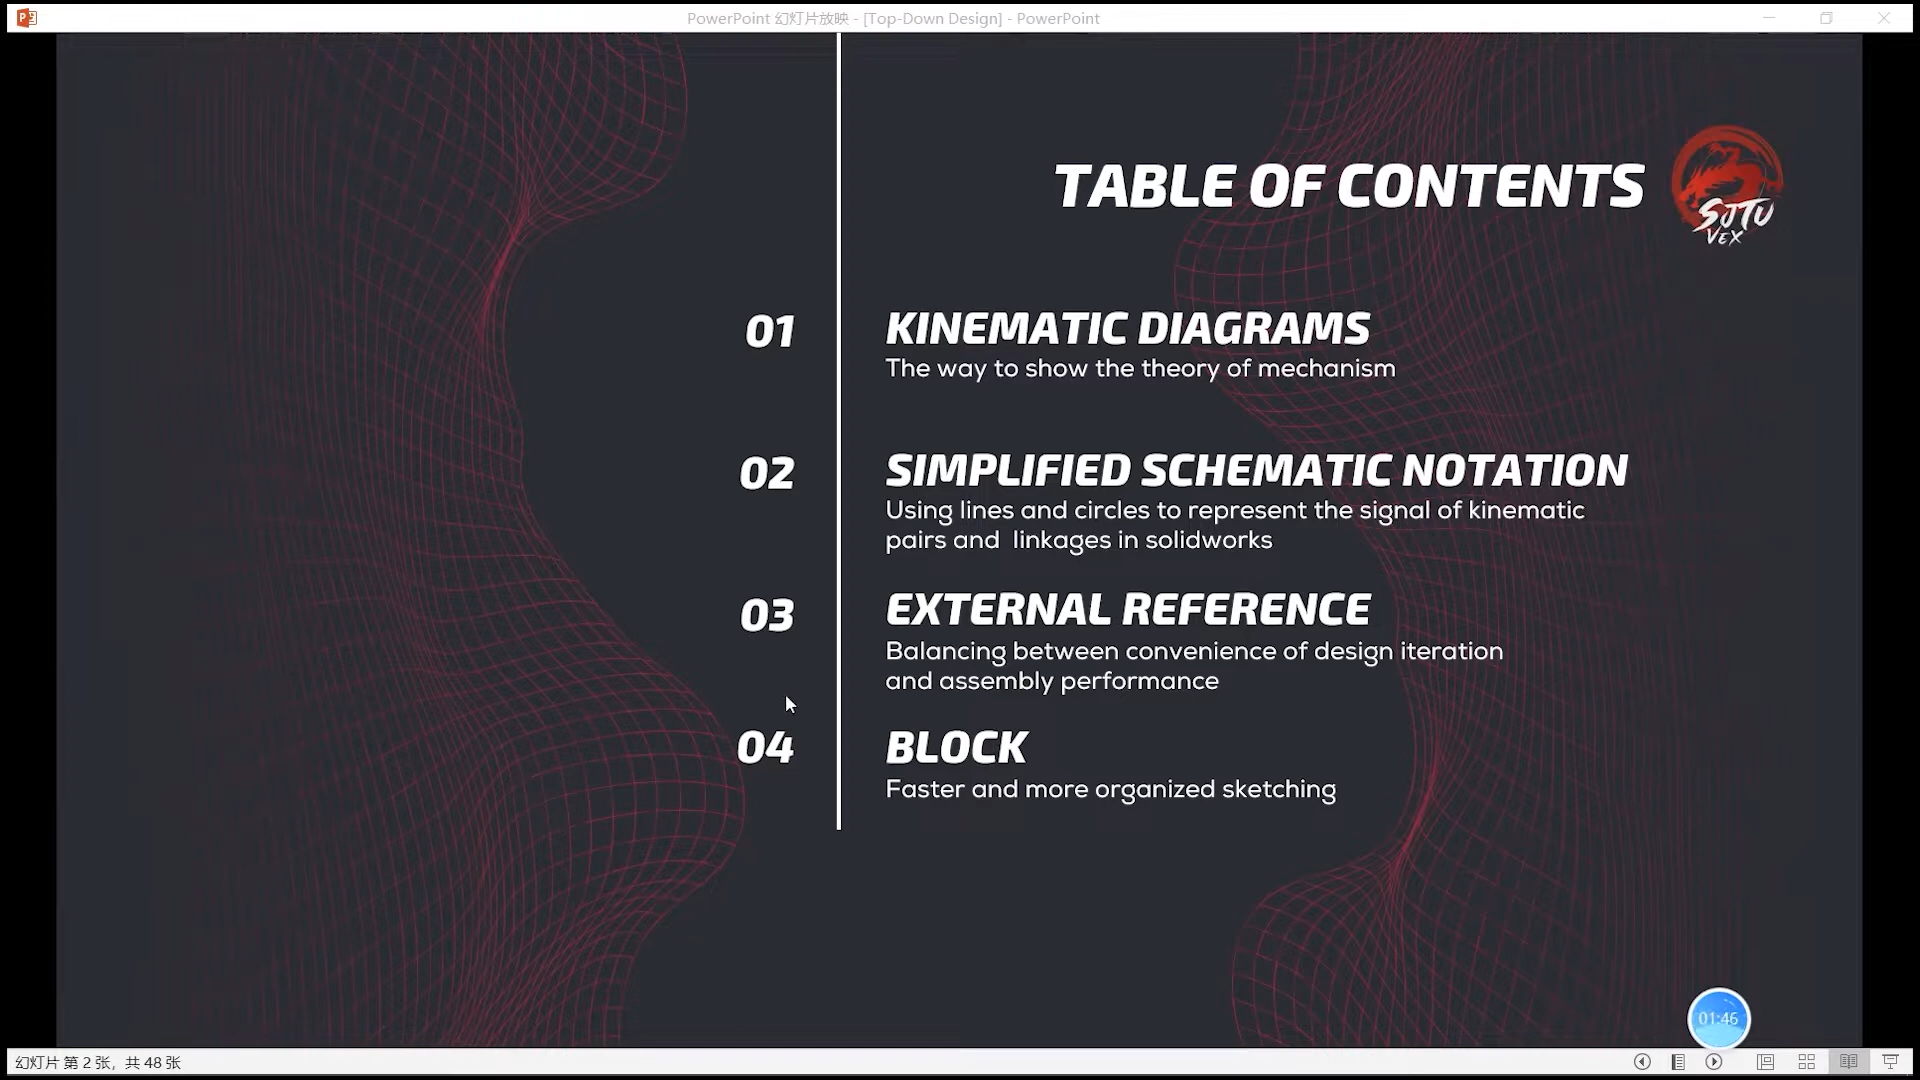 PowerPoint 幻灯片放映 - [Top-Down Design] - PowerPoint
TABLE OF CONTENTS
SJTU
VEX
01
KINEMATIC DIAGRAMS
The way to show the theory of mechanism
02
SIMPLIFIED SCHEMATIC NOTATION
Using lines and circles to represent the signal of kinematic
pairs and linkages in solidworks
03
EXTERNAL REFERENCE
Balancing between convenience of design iteration
and assembly performance
04
BLOCK
Faster and more organized sketching
01:46
幻灯片 第 2 张，共 48 张